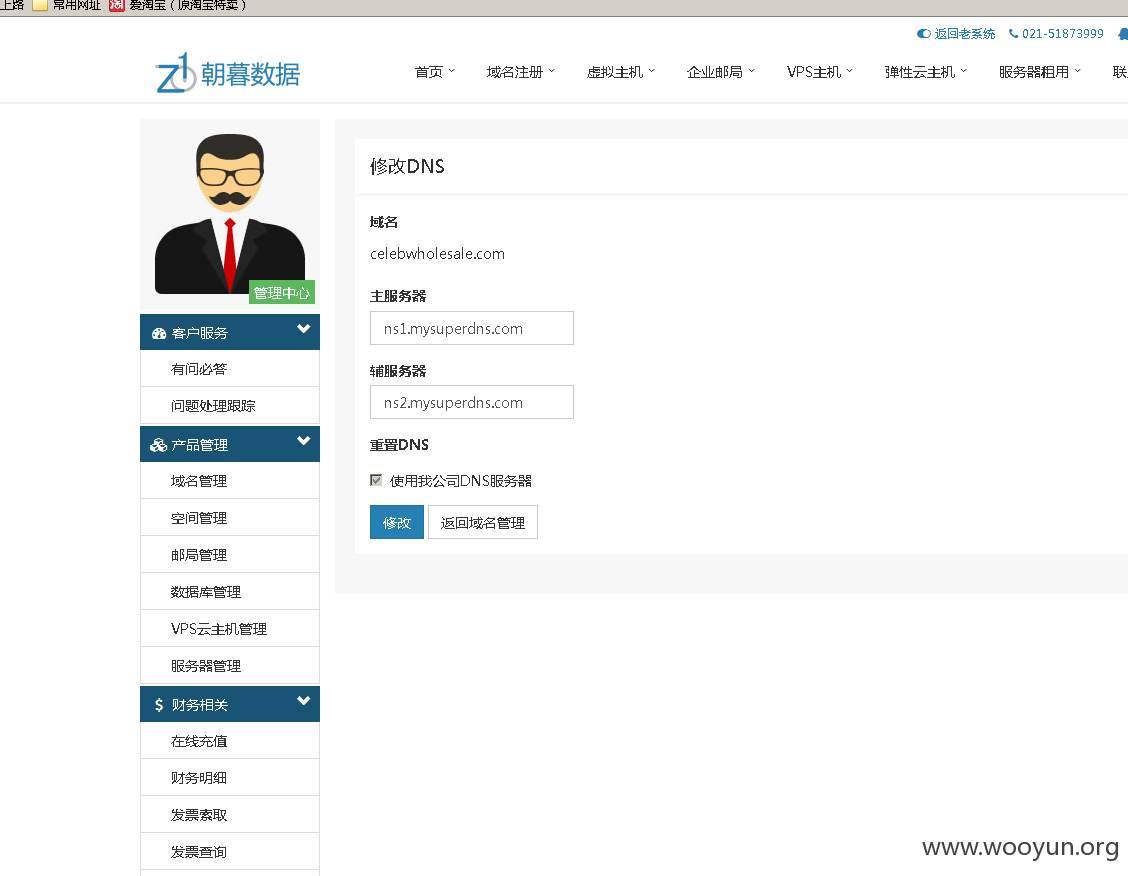 上路 常用网址 淘 爱淘宝（原淘宝特卖）
返回老系统 021-51873999
朝暮数据 首页 域名注册 虚拟主机 企业邮局 VPS主机 弹性云主机 服务器租用 联
管理中心
客户服务
有问必答
问题处理跟踪
产品管理
域名管理
空间管理
邮局管理
数据库管理
VPS云主机管理
服务器管理
$ 财务相关
在线充值
财务明细
发票索取
发票查询
修改DNS
域名
celebwholesale.com
主服务器
ns1.mysuperdns.com
辅服务器
ns2.mysuperdns.com
重置DNS
使用我公司DNS服务器
修改 返回域名管理
www.wooyun.org